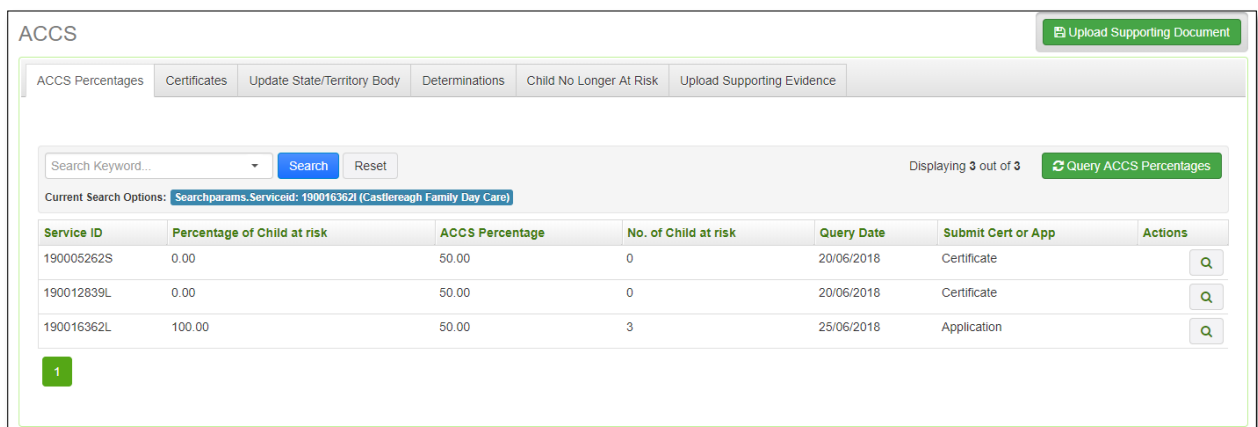 ACCS
Upload Supporting Document
ACCS Percentages Certificates Update State/Territory Body Determinations Child No Longer At Risk Upload Supporting Evidence
Search Keyword... Search Reset Displaying 3 out of 3 Query ACCS Percentages
Current Search Options: Searchparams.Serviceid: 190016362l (Castlereagh Family Day Care)
Service ID Percentage of Child at risk ACCS Percentage No. of Child at risk Query Date Submit Cert or App Actions
190005262S 0.00 50.00 0 20/06/2018 Certificate
190012839L 0.00 50.00 0 20/06/2018 Certificate
190016362L 100.00 50.00 3 25/06/2018 Application
1